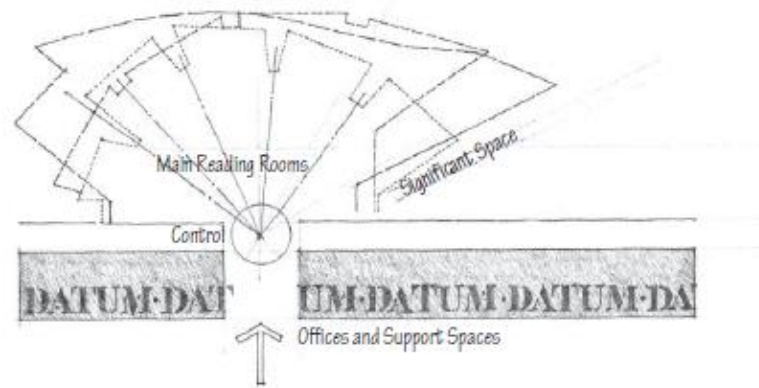 Main Reading Rooms
Significant Space
Control
DATUM·DAT UM·DATUM·DATUM·DA
Offices and Support Spaces